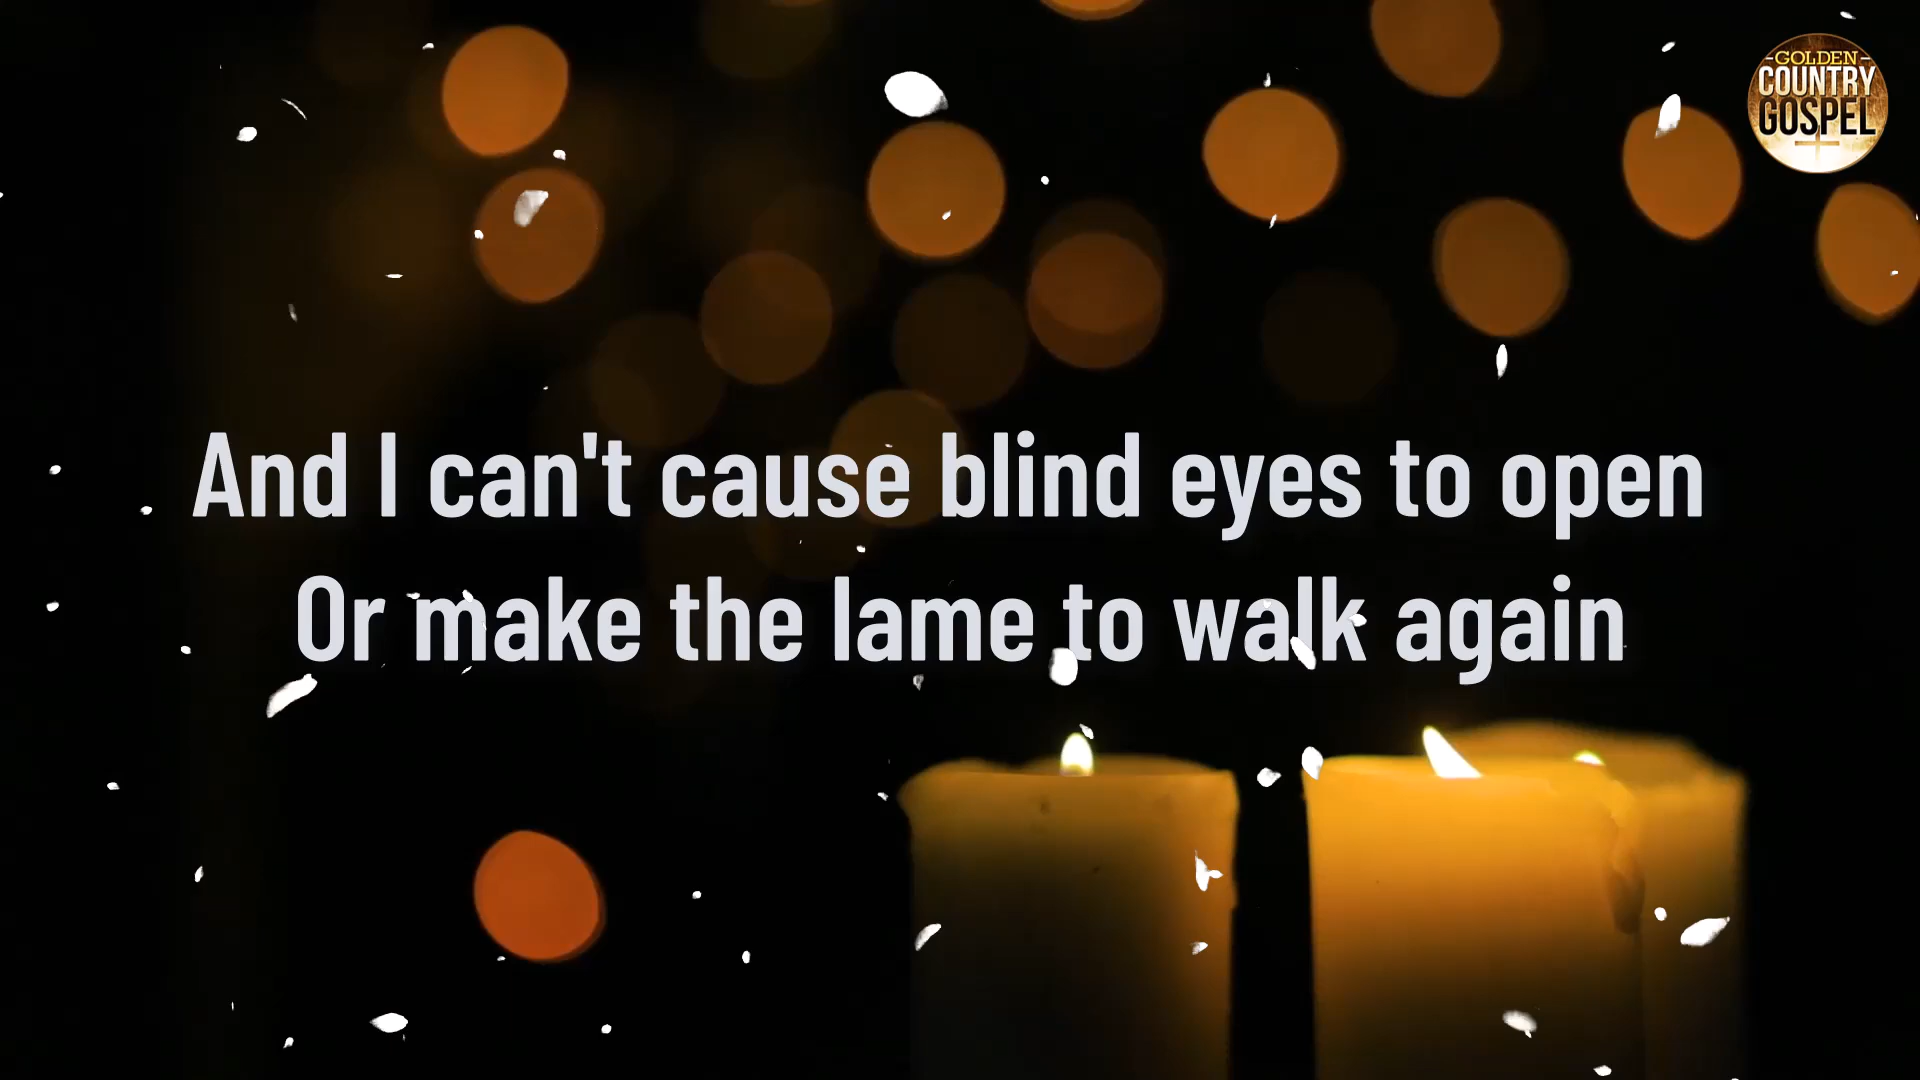 GOLDEN
COUNTRY
GOSPEL
And I can't cause blind eyes to open
Or make the lame to walk again